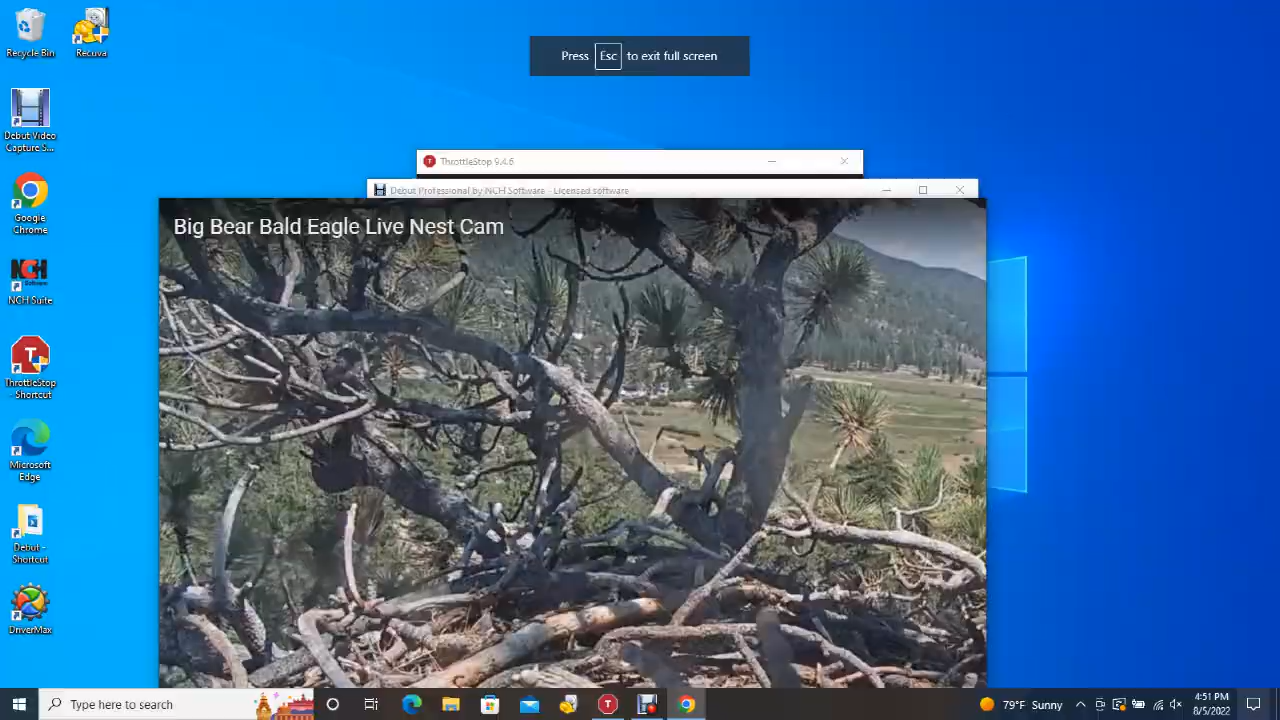 Recycle Bin
Recuva
Press Esc to exit full screen
Debut Video
Capture S...
ThrottleStop 9.4.6
Debut Professional by NCH Software - Licensed software
Big Bear Bald Eagle Live Nest Cam
Google
Chrome
NCH
Software
NCH Suite
T
ThrottleStop
- Shortcut
Microsoft
Edge
Debut -
Shortcut
DriverMax
Type here to search
79°F Sunny
4:51 PM
8/5/2022